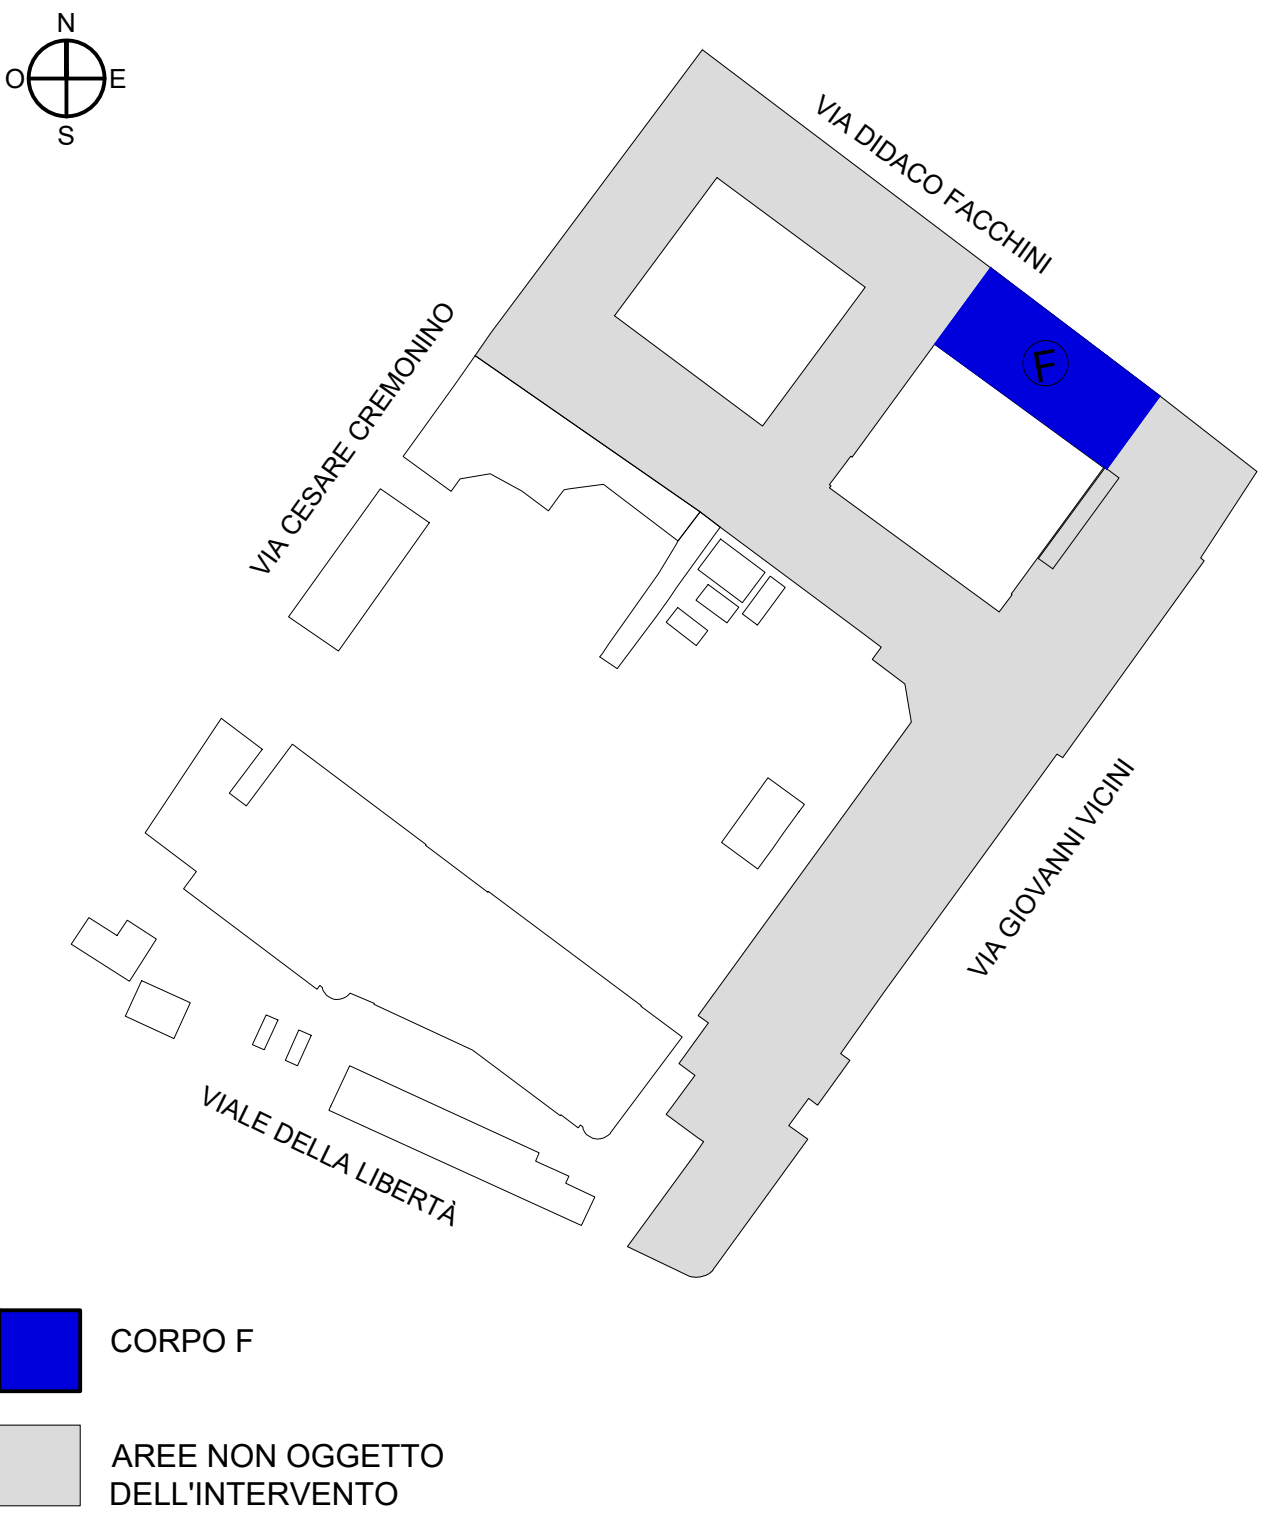 N
O E
S
VIA DIDACO FACCHINI
F
VIA CESARE CREMONINO
VIA GIOVANNI VICINI
VIALE DELLA LIBERTÀ
CORPO F
AREE NON OGGETTO
DELL'INTERVENTO